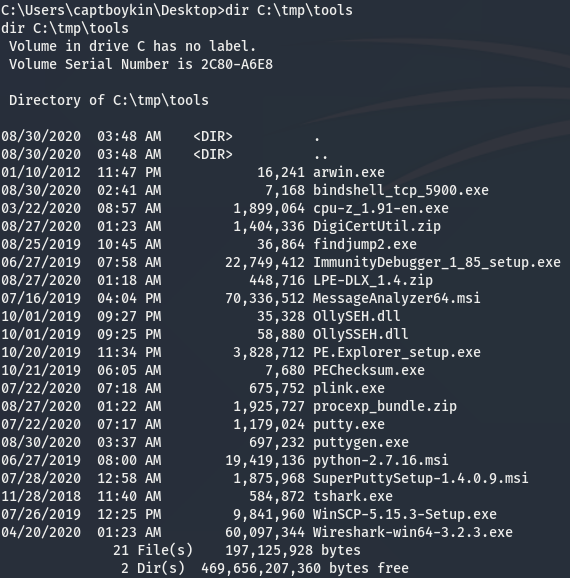 C:\Users\captboykin\Desktop>dir C:\tmp\tools
dir C:\tmp\tools
 Volume in drive C has no label.
 Volume Serial Number is 2C80-A6E8

 Directory of C:\tmp\tools

08/30/2020  03:48 AM    <DIR>          .
08/30/2020  03:48 AM    <DIR>          ..
01/10/2012  11:47 PM            16,241 arwin.exe
08/30/2020  02:41 AM             7,168 bindshell_tcp_5900.exe
03/22/2020  08:57 AM         1,899,064 cpu-z_1.91-en.exe
08/27/2020  01:23 AM         1,404,336 DigiCertUtil.zip
08/25/2019  10:45 AM            36,864 findjump2.exe
06/27/2019  07:58 AM        22,749,412 ImmunityDebugger_1_85_setup.exe
08/27/2020  01:18 AM           448,716 LPE-DLX_1.4.zip
07/16/2019  04:04 PM        70,336,512 MessageAnalyzer64.msi
10/01/2019  09:27 PM            35,328 OllySEH.dll
10/01/2019  09:25 PM            58,880 OllySSEH.dll
10/20/2019  11:34 PM         3,828,712 PE.Explorer_setup.exe
10/21/2019  06:05 AM             7,680 PEChecksum.exe
07/22/2020  07:18 AM           675,752 plink.exe
08/27/2020  01:22 AM         1,925,727 procexp_bundle.zip
07/22/2020  07:17 AM         1,179,024 putty.exe
08/30/2020  03:37 AM           697,232 puttygen.exe
06/27/2019  08:00 AM        19,419,136 python-2.7.16.msi
07/28/2020  12:58 AM         1,875,968 SuperPuttySetup-1.4.0.9.msi
11/28/2018  11:40 AM           584,872 tshark.exe
07/26/2019  12:25 PM         9,841,960 WinSCP-5.15.3-Setup.exe
04/20/2020  01:23 AM        60,097,344 Wireshark-win64-3.2.3.exe
              21 File(s)    197,125,928 bytes
               2 Dir(s)  469,656,207,360 bytes free